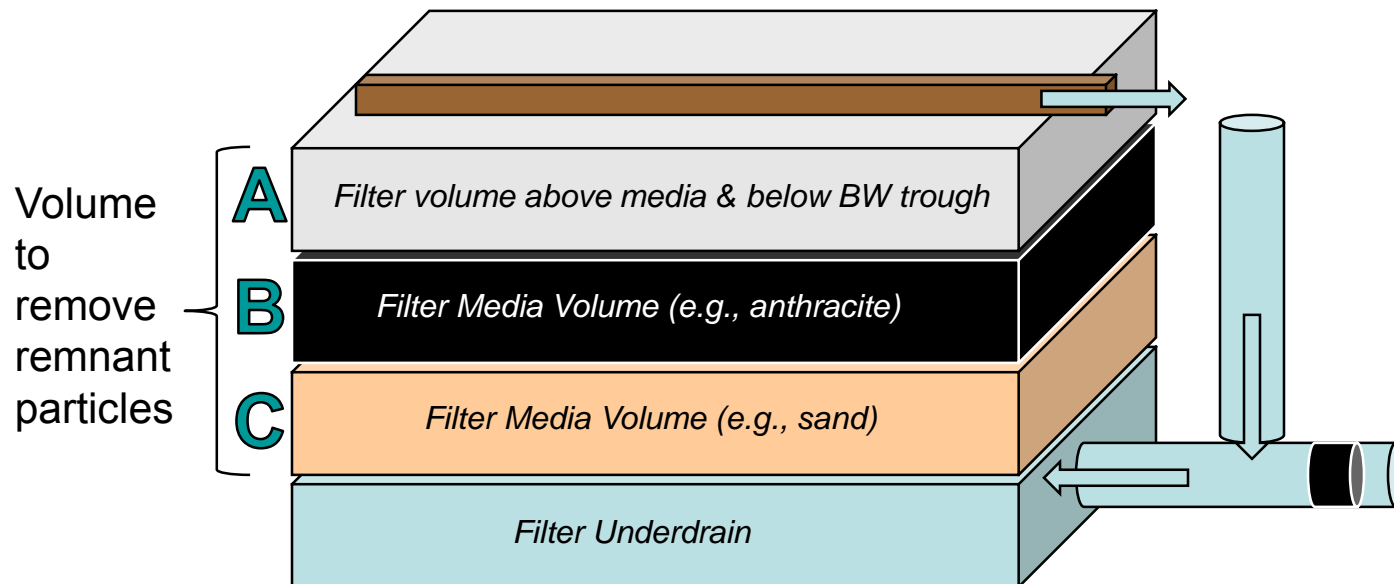 Volume
to
remove
remnant
particles
A
Filter volume above media & below BW trough
B
Filter Media Volume (e.g., anthracite)
C
Filter Media Volume (e.g., sand)
Filter Underdrain